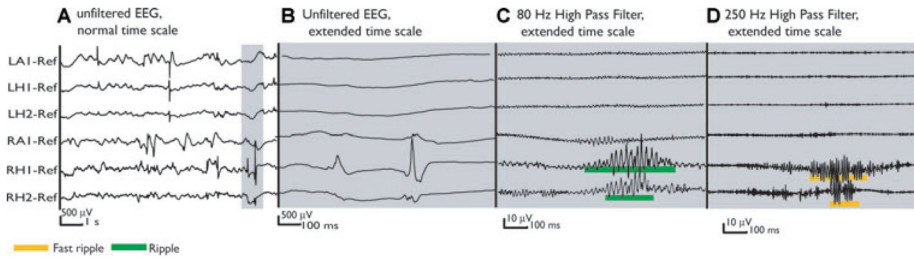 A unfiltered EEG,
normal time scale
B Unfiltered EEG,
extended time scale
C 80 Hz High Pass Filter,
extended time scale
D 250 Hz High Pass Filter,
extended time scale
LA1-Ref
LH1-Ref
LH2-Ref
RA1-Ref
RH1-Ref
RH2-Ref
500 µV
1 s
500 µV
100 ms
10 µV
100 ms
10 µV
100 ms
Fast ripple
Ripple